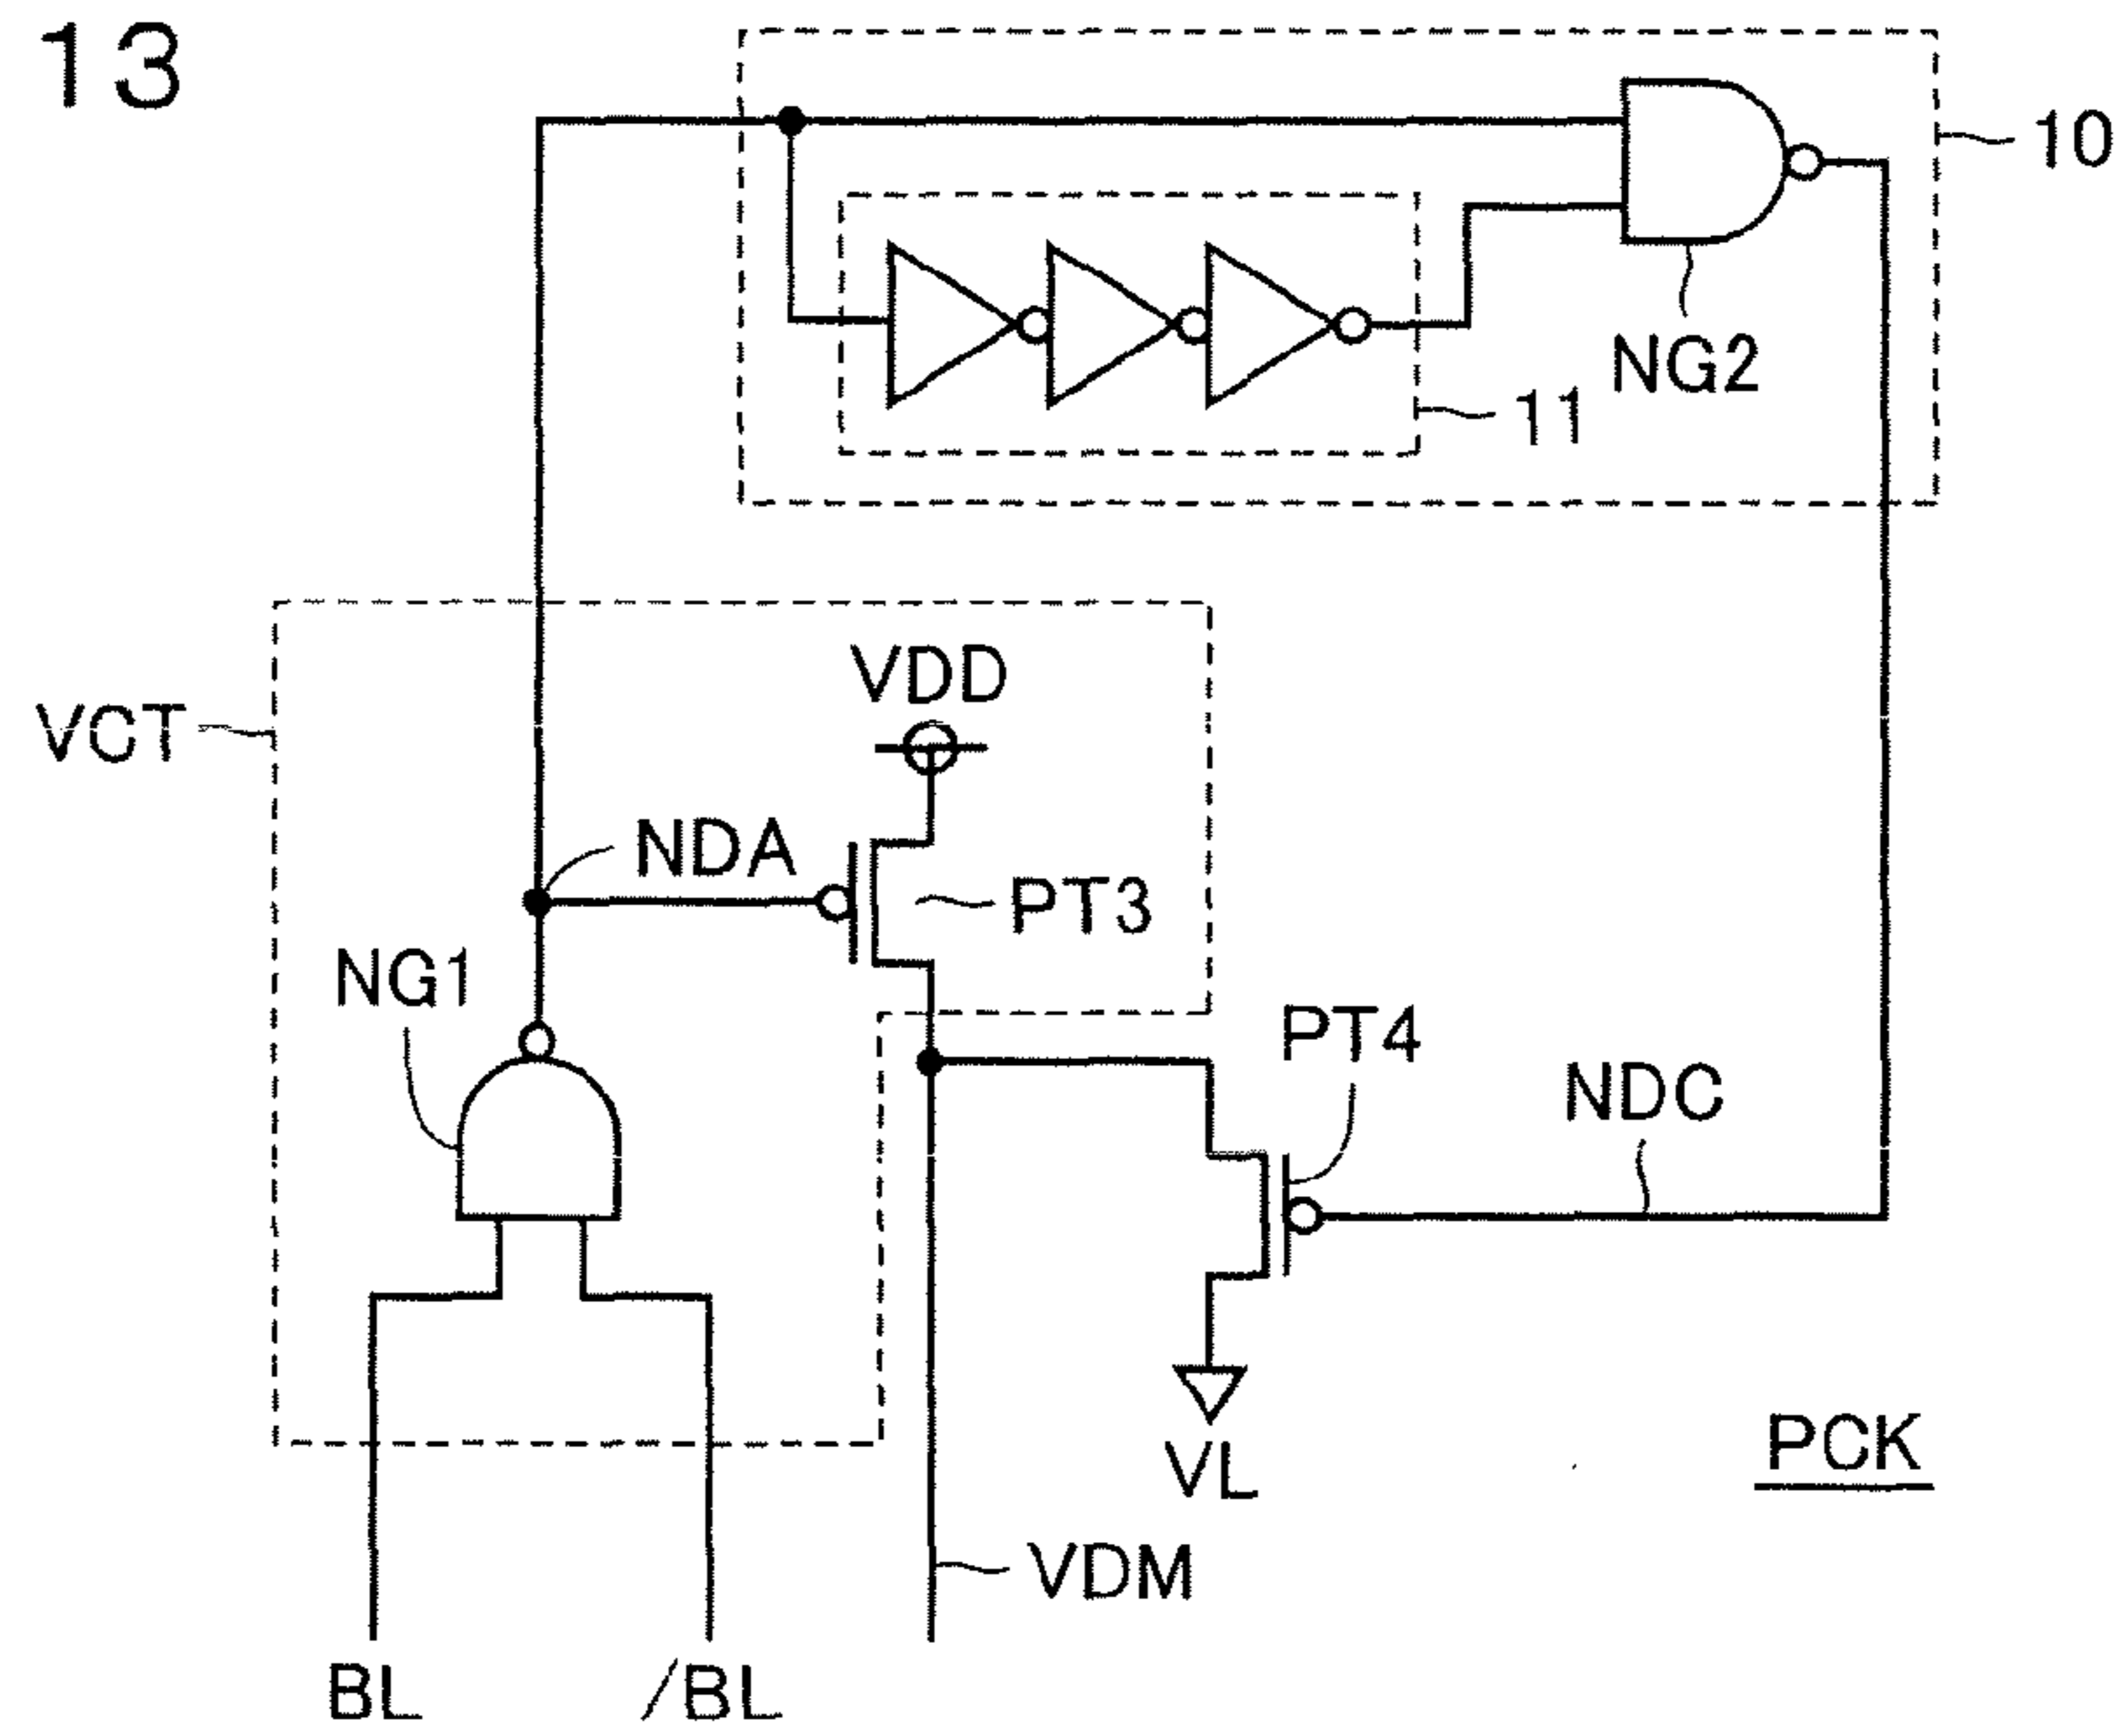 13
10
NG2
11
VDD
VCT
NDA
PT3
NG1
PT4
NDC
PCK
VL
VDM
BL
/BL